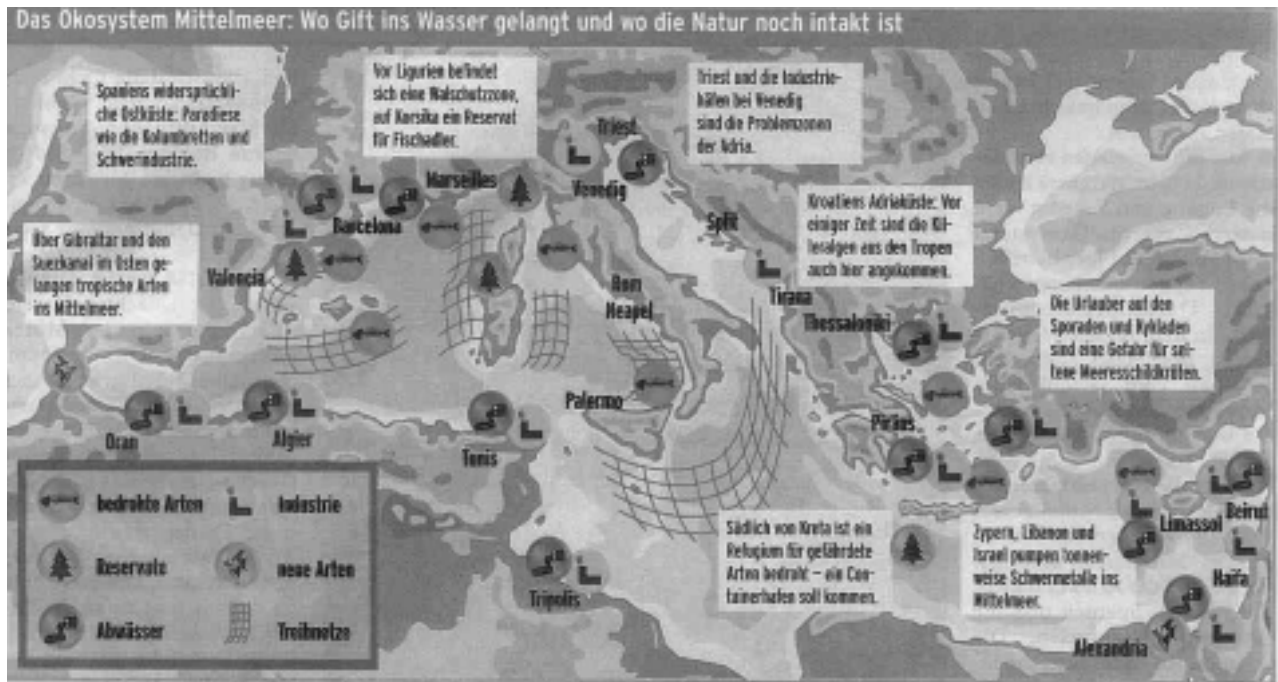 Das Ökosystem Mittelmeer: Wo Gift ins Wasser gelangt und wo die Natur noch intakt ist
Spaniens widersprüchli-
che Ostküste: Paradiese
wie die Kolumbretten und
Schwerindustrie.
Vor Ligurien befindet
sich eine Walschutzzone,
auf Korsika ein Reservat
für Fischadler.
Triest und die Industrie-
häfen bei Venedig
sind die Problemzonen
der Adria.
Kroatiens Adriaküste: Vor
einiger Zeit sind die Kil-
leralgen aus den Tropen
auch hier angekommen.
Über Gibraltar und den
Suezkanal im Osten ge-
langen tropische Arten
ins Mittelmeer.
Die Urlauber auf den
Sporaden und Kykladen
sind eine Gefahr für sel-
tene Meeresschildkröten.
Triest
Marseilles
Venedig
Barcelona
Split
Valencia
Rom
Tirana
Neapel
Thessaloniki
Palermo
Piräus
Oran
Algier
Tunis
Limassol
Beirut
Haifa
Tripolis
Alexandria
Südlich von Kreta ist ein
Refugium für gefährdete
Arten bedroht – ein Con-
tainerhafen soll kommen.
Zypern, Libanon und
Israel pumpen tonnen-
weise Schwermetalle ins
Mittelmeer.
bedrohte Arten
Industrie
Reservate
neue Arten
Abwässer
Treibnetze